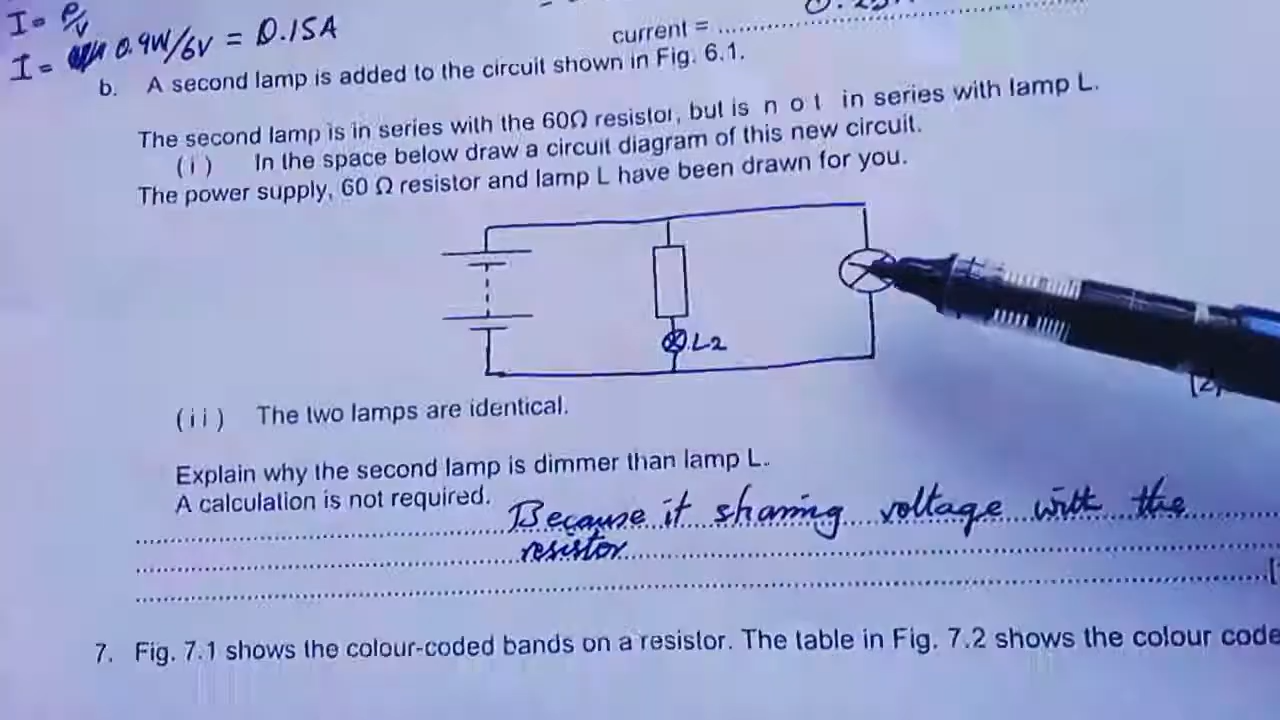 I = P/V
I = 0.9W/6V = 0.15A
current =
b. A second lamp is added to the circuit shown in Fig. 6.1.
The second lamp is in series with the 60Ω resistor, but is n o t in series with lamp L.
(i) In the space below draw a circuit diagram of this new circuit.
The power supply, 60 Ω resistor and lamp L have been drawn for you.
L2
[2]
(ii) The two lamps are identical.
Explain why the second lamp is dimmer than lamp L.
A calculation is not required.
Because it sharing voltage with the
resistor
7. Fig. 7.1 shows the colour-coded bands on a resistor. The table in Fig. 7.2 shows the colour code